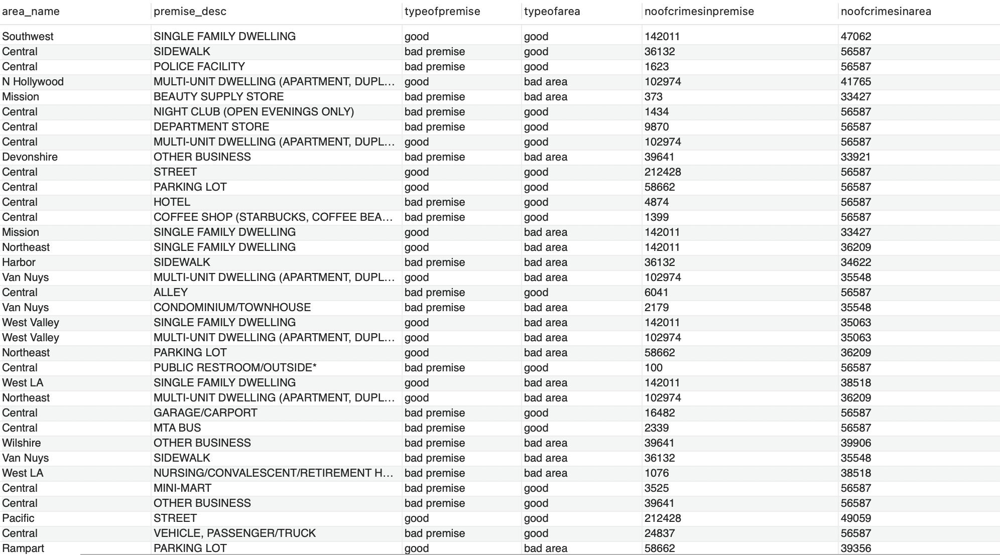 area_name premise_desc typeofpremise typeofarea noofcrimesinpremise noofcrimesinarea
Southwest SINGLE FAMILY DWELLING good good 142011 47062
Central SIDEWALK bad premise good 36132 56587
Central POLICE FACILITY bad premise good 1623 56587
N Hollywood MULTI-UNIT DWELLING (APARTMENT, DUPL... good bad area 102974 41765
Mission BEAUTY SUPPLY STORE bad premise bad area 373 33427
Central NIGHT CLUB (OPEN EVENINGS ONLY) bad premise good 1434 56587
Central DEPARTMENT STORE bad premise good 9870 56587
Central MULTI-UNIT DWELLING (APARTMENT, DUPL... good good 102974 56587
Devonshire OTHER BUSINESS bad premise bad area 39641 33921
Central STREET good good 212428 56587
Central PARKING LOT good good 58662 56587
Central HOTEL bad premise good 4874 56587
Central COFFEE SHOP (STARBUCKS, COFFEE BEA... bad premise good 1399 56587
Mission SINGLE FAMILY DWELLING good bad area 142011 33427
Northeast SINGLE FAMILY DWELLING good bad area 142011 36209
Harbor SIDEWALK bad premise bad area 36132 34622
Van Nuys MULTI-UNIT DWELLING (APARTMENT, DUPL... good bad area 102974 35548
Central ALLEY bad premise good 6041 56587
Van Nuys CONDOMINIUM/TOWNHOUSE bad premise bad area 2179 35548
West Valley SINGLE FAMILY DWELLING good bad area 142011 35063
West Valley MULTI-UNIT DWELLING (APARTMENT, DUPL... good bad area 102974 35063
Northeast PARKING LOT good bad area 58662 36209
Central PUBLIC RESTROOM/OUTSIDE* bad premise good 100 56587
West LA SINGLE FAMILY DWELLING good bad area 142011 38518
Northeast MULTI-UNIT DWELLING (APARTMENT, DUPL... good bad area 102974 36209
Central GARAGE/CARPORT bad premise good 16482 56587
Central MTA BUS bad premise good 2339 56587
Wilshire OTHER BUSINESS bad premise bad area 39641 39906
Van Nuys SIDEWALK bad premise bad area 36132 35548
West LA NURSING/CONVALESCENT/RETIREMENT H... bad premise bad area 1076 38518
Central MINI-MART bad premise good 3525 56587
Central OTHER BUSINESS bad premise good 39641 56587
Pacific STREET good good 212428 49059
Central VEHICLE, PASSENGER/TRUCK bad premise good 24837 56587
Rampart PARKING LOT good bad area 58662 39356